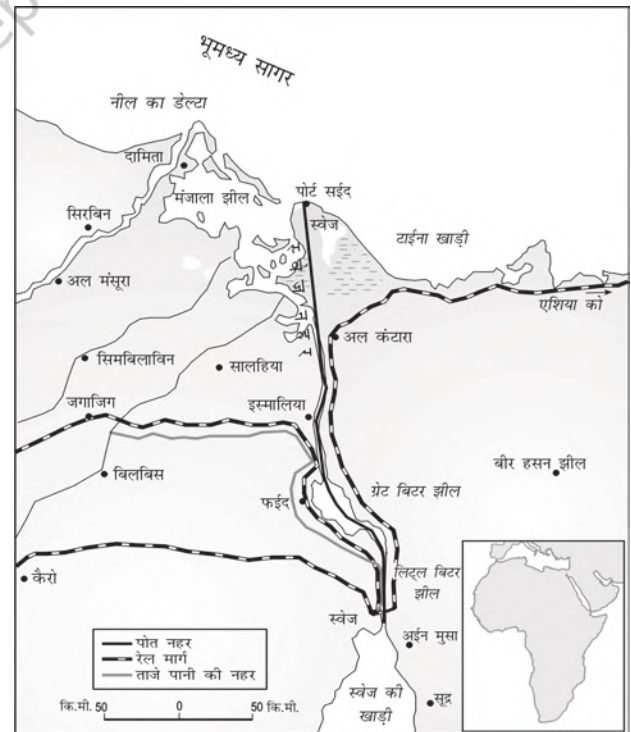 ep
भूमध्य सागर
नील का डेल्टा
दामिता
मंजाला झील
पोर्ट सईद
स्वेज
सिरबिन
टाईना खाड़ी
अल मंसूरा
एशिया को
अल कंटारा
सिमबिलाविन
सालहिया
जगाजिग
इस्मालिया
बीर हसन झील
बिलबिस
ग्रेट बिटर झील
फईद
लिट्ल बिटर
झील
कैरो
स्वेज
अईन मुसा
पोत नहर
रेल मार्ग
ताजे पानी की नहर
स्वेज की
खाड़ी
सूद्र
कि.मी. 50 0 50 कि.मी.